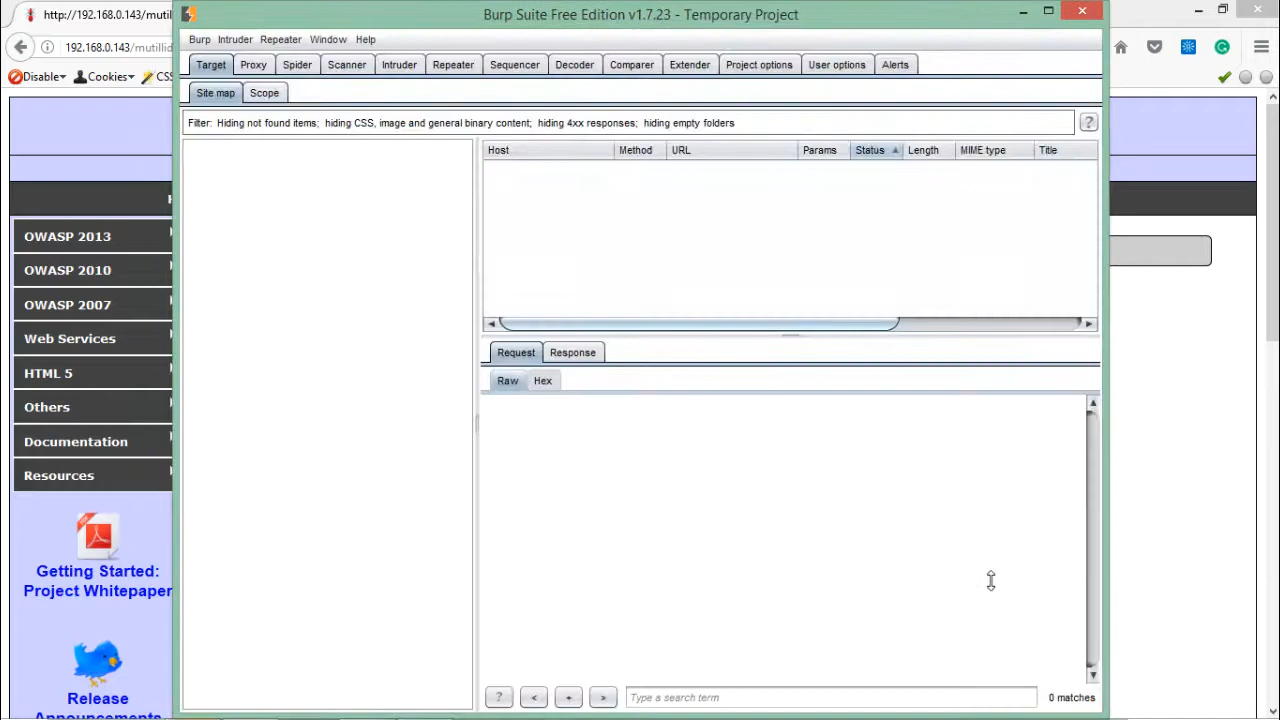 http://192.168.0.143/mutil
Burp Suite Free Edition v1.7.23 - Temporary Project
192.168.0.143/mutillid
Burp Intruder Repeater Window Help
Disable Cookies CSS
Target Proxy Spider Scanner Intruder Repeater Sequencer Decoder Comparer Extender Project options User options Alerts
Site map Scope
Filter: Hiding not found items; hiding CSS, image and general binary content; hiding 4xx responses; hiding empty folders
?
Host Method URL Params Status Length MIME type Title
OWASP 2013
OWASP 2010
OWASP 2007
Web Services
HTML 5
Others
Documentation
Resources
Request Response
Raw Hex
Getting Started:
Project Whitepaper
Release
Announcements
? < + > Type a search term 0 matches